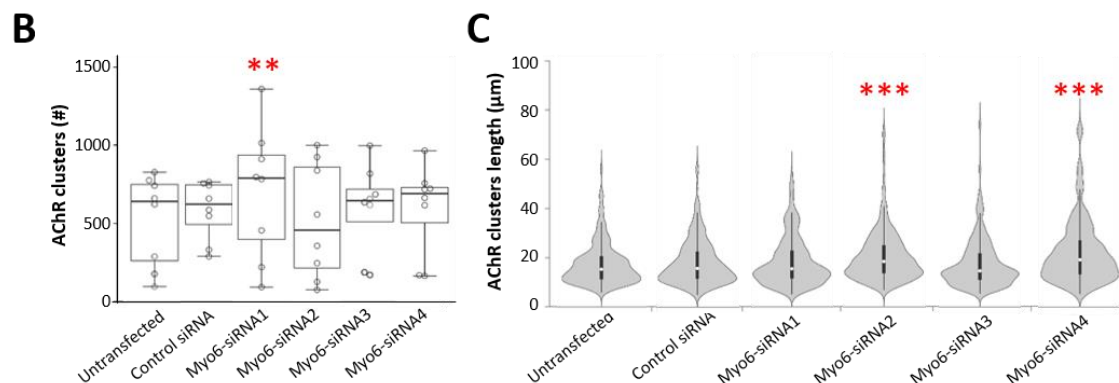 B
AChR clusters (#)
1500
1000
500
0
**
Untransfected
Control siRNA
Myo6-siRNA1
Myo6-siRNA2
Myo6-siRNA3
Myo6-siRNA4
C
AChR clusters length (µm)
100
80
60
40
20
0
***
***
Untransfected
Control siRNA
Myo6-siRNA1
Myo6-siRNA2
Myo6-siRNA3
Myo6-siRNA4